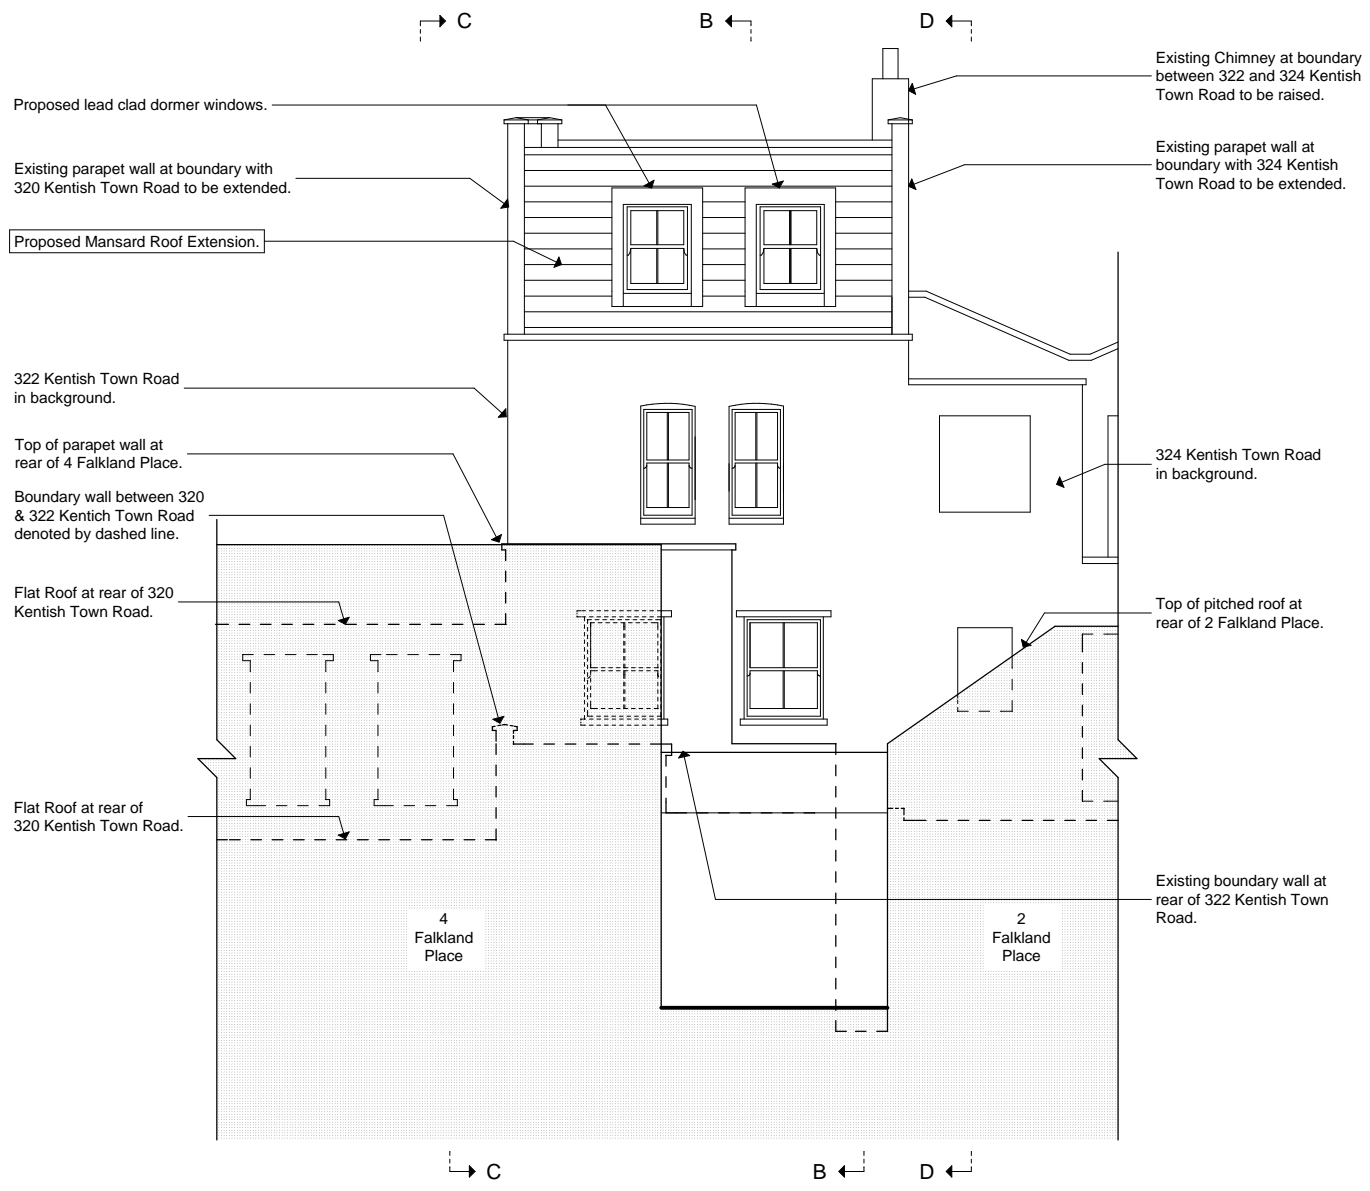 C
B
D
Existing Chimney at boundary
between 322 and 324 Kentish
Town Road to be raised.
Proposed lead clad dormer windows.
Existing parapet wall at boundary with
320 Kentish Town Road to be extended.
Existing parapet wall at
boundary with 324 Kentish
Town Road to be extended.
Proposed Mansard Roof Extension.
322 Kentish Town Road
in background.
Top of parapet wall at
rear of 4 Falkland Place.
324 Kentish Town Road
in background.
Boundary wall between 320
& 322 Kentich Town Road
denoted by dashed line.
Flat Roof at rear of 320
Kentish Town Road.
Top of pitched roof at
rear of 2 Falkland Place.
Flat Roof at rear of
320 Kentish Town Road.
Existing boundary wall at
rear of 322 Kentish Town
Road.
4
Falkland
Place
2
Falkland
Place
C
B
D